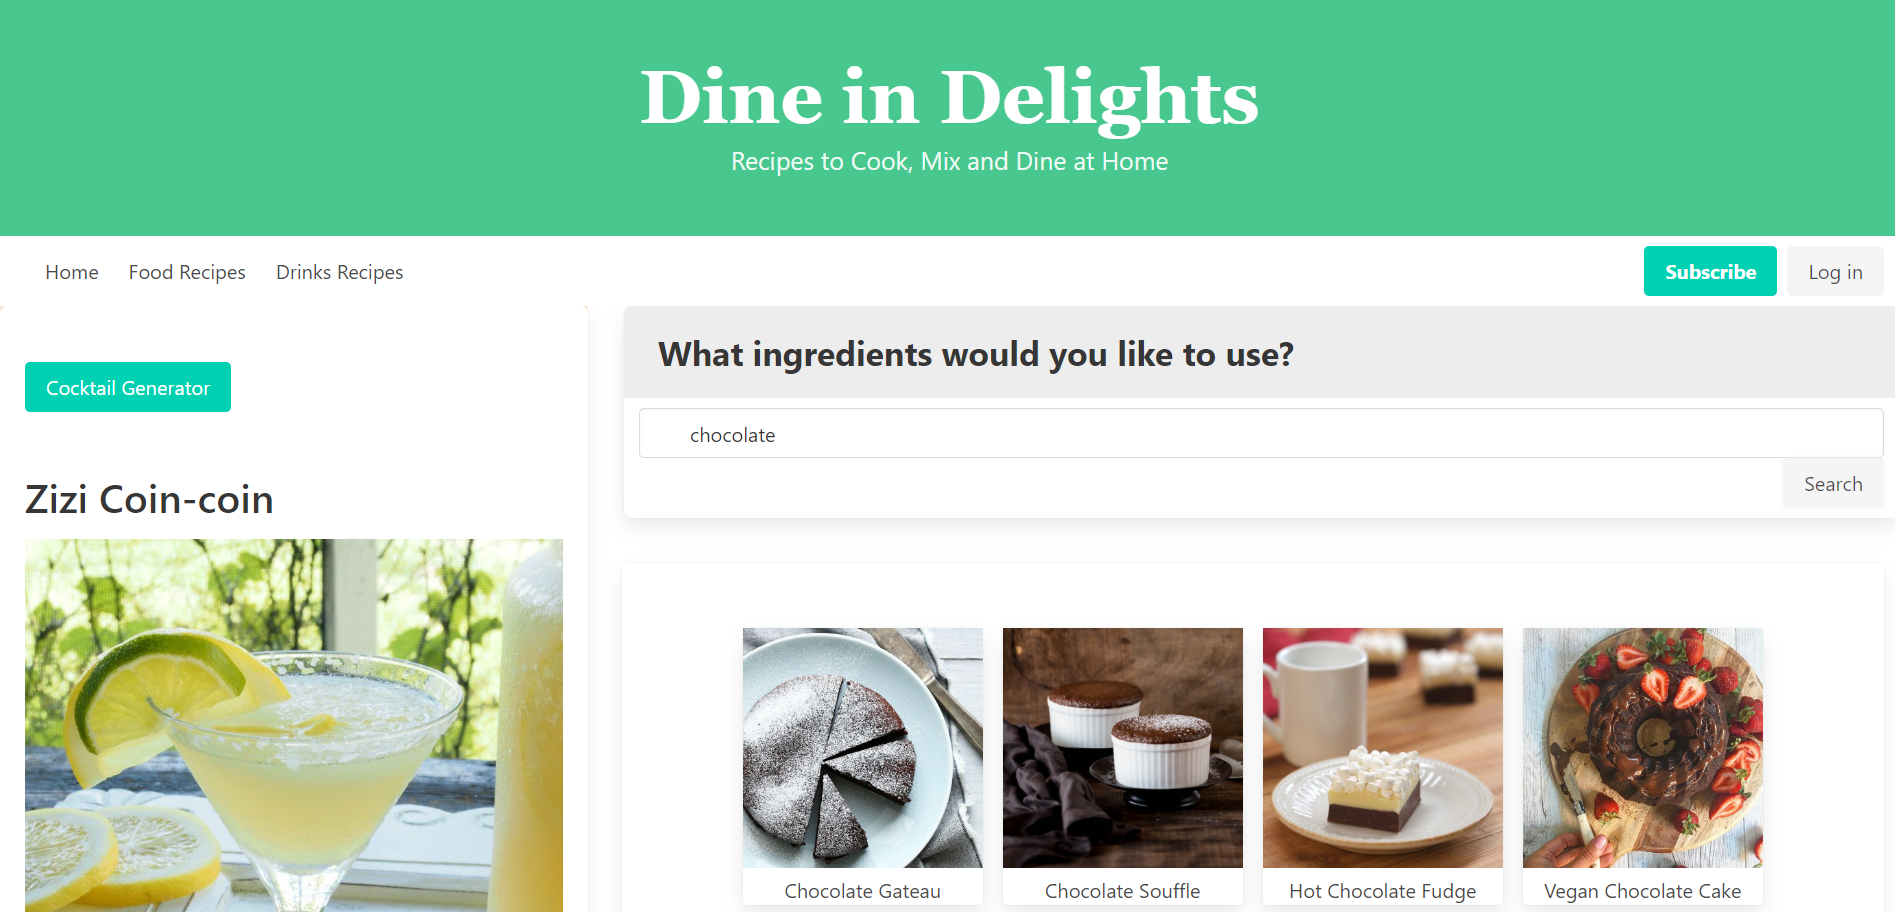 Dine in Delights
Recipes to Cook, Mix and Dine at Home
Home
Food Recipes
Drinks Recipes
Subscribe
Log in
Cocktail Generator
Zizi Coin-coin
What ingredients would you like to use?
chocolate
Search
Chocolate Gateau
Chocolate Souffle
Hot Chocolate Fudge
Vegan Chocolate Cake